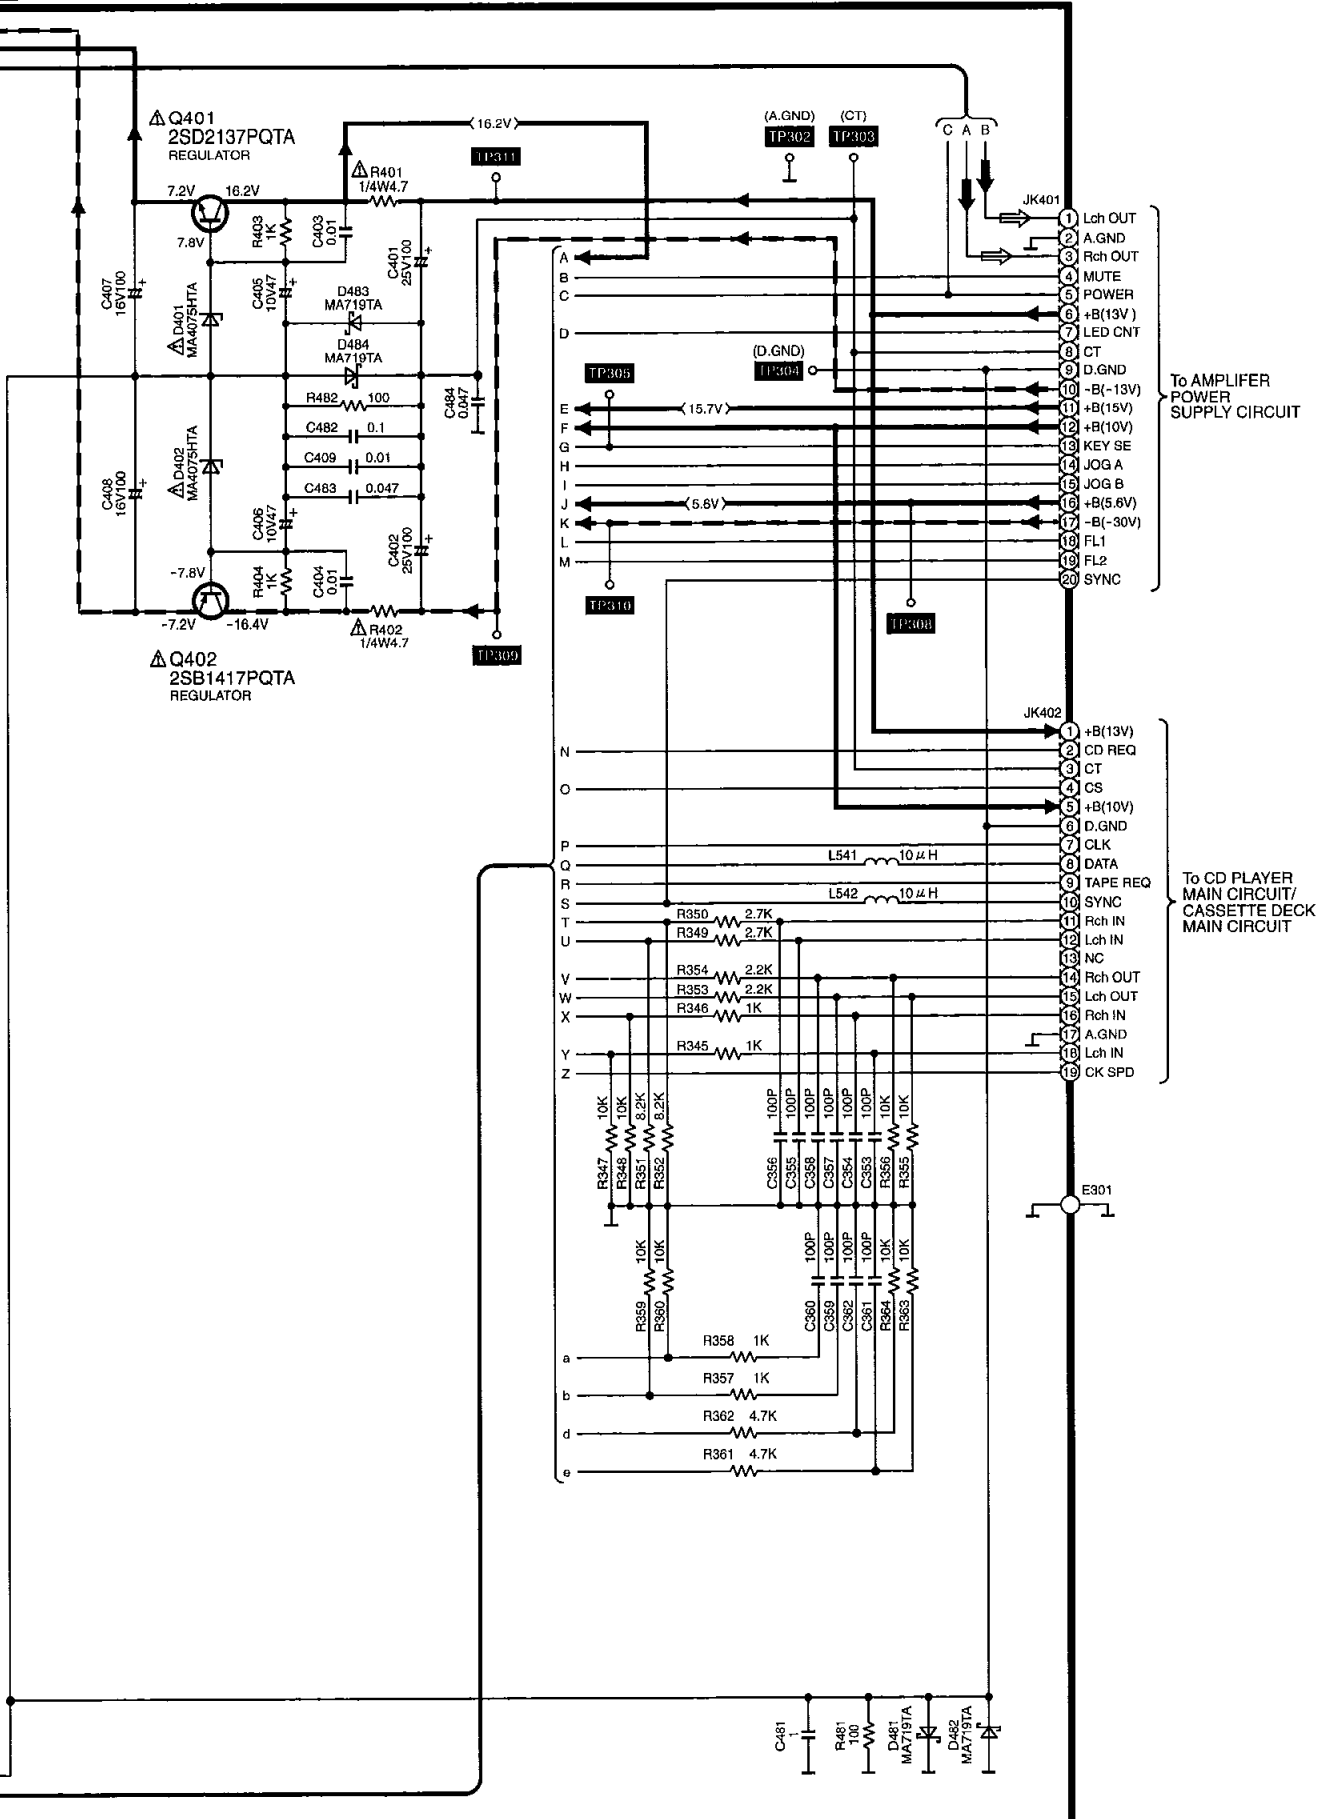 ⚠ Q401
2SD2137PQTA
REGULATOR
7.2V
16.2V
7.8V
(16.2V)
TP311
⚠ R401
1/4W4.7
R403
1K
C403
0.01
C401
25V100
C407
16V100
⚠ D401
MA4075HTA
C405
10V47
D483
MA719TA
D484
MA719TA
R482 100
C482 0.1
C409 0.01
C483 0.047
C484
0.047
C408
16V100
⚠ D402
MA4075HTA
C406
10V47
C402
25V100
R404
1K
C404
0.01
-7.8V
-7.2V
-16.4V
⚠ R402
1/4W4.7
TP309
⚠ Q402
2SB1417PQTA
REGULATOR
(A.GND)
TP302
(CT)
TP303
C A B
JK401
1 Lch OUT
2 A.GND
3 Rch OUT
4 MUTE
5 POWER
6 +B(13V)
7 LED CNT
8 CT
9 D.GND
10 -B(-13V)
11 +B(15V)
12 +B(10V)
13 KEY SE
14 JOG A
15 JOG B
16 +B(5.6V)
17 -B(-30V)
18 FL1
19 FL2
20 SYNC
To AMPLIFER
POWER
SUPPLY CIRCUIT
A
B
C
D
(D.GND)
TP304
TP305
E (15.7V)
F
G
H
I
J (5.6V)
K
L
M
TP310
TP308
JK402
1 +B(13V)
2 CD REQ
3 CT
4 CS
5 +B(10V)
6 D.GND
7 CLK
8 DATA
9 TAPE REQ
10 SYNC
11 Rch IN
12 Lch IN
13 NC
14 Rch OUT
15 Lch OUT
16 Rch IN
17 A.GND
18 Lch IN
19 CK SPD
To CD PLAYER
MAIN CIRCUIT/
CASSETTE DECK
MAIN CIRCUIT
N
O
P
Q L541 10μH
R
S L542 10μH
T R350 2.7K
U R349 2.7K
V R354 2.2K
W R353 2.2K
X R346 1K
Y R345 1K
Z
R347 10K
R348 10K
R351 8.2K
R352 8.2K
C356 100P
C355 100P
C358 100P
C357 100P
C354 100P
C353 100P
R356 10K
R355 10K
E301
R359 10K
R360 10K
C360 100P
C359 100P
C362 100P
C361 100P
R364 10K
R363 10K
a R358 1K
b R357 1K
d R362 4.7K
e R361 4.7K
C481
1
R481
100
D481
MA719TA
D482
MA719TA